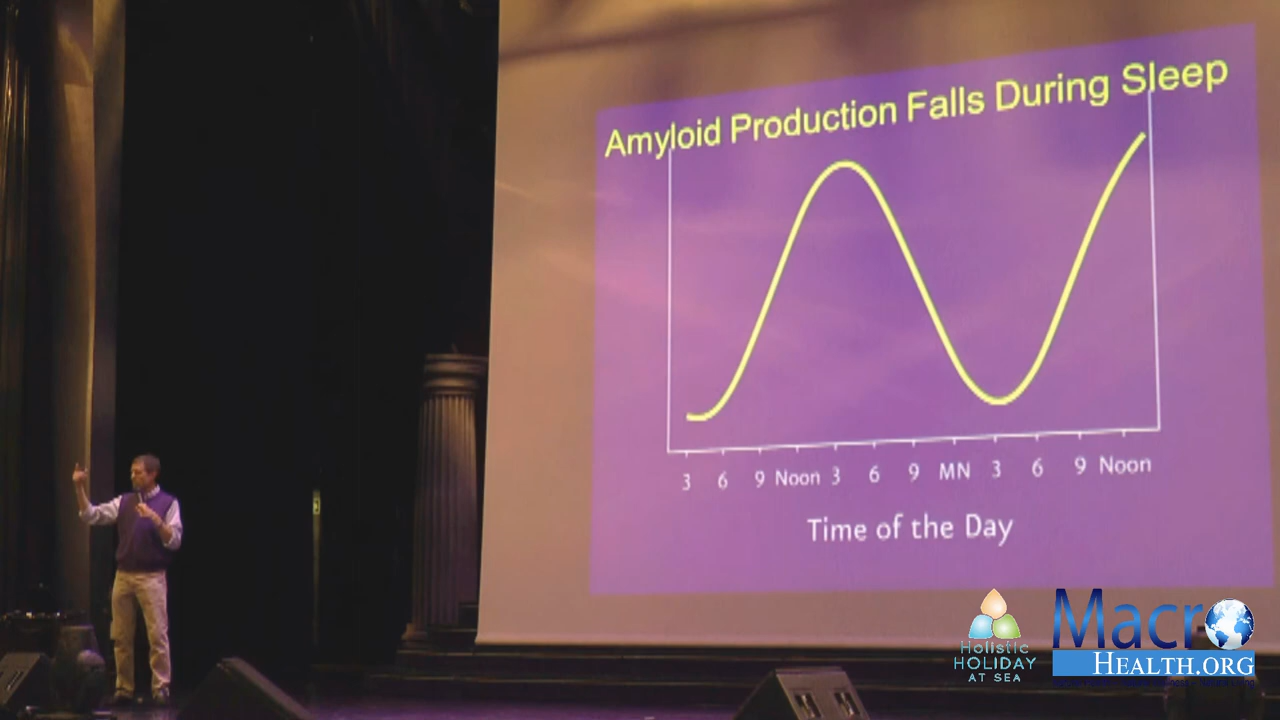 Amyloid Production Falls During Sleep
3 6 9 Noon 3 6 9 MN 3 6 9 Noon
Time of the Day
Holistic
HOLIDAY
AT SEA
Macro
HEALTH.ORG